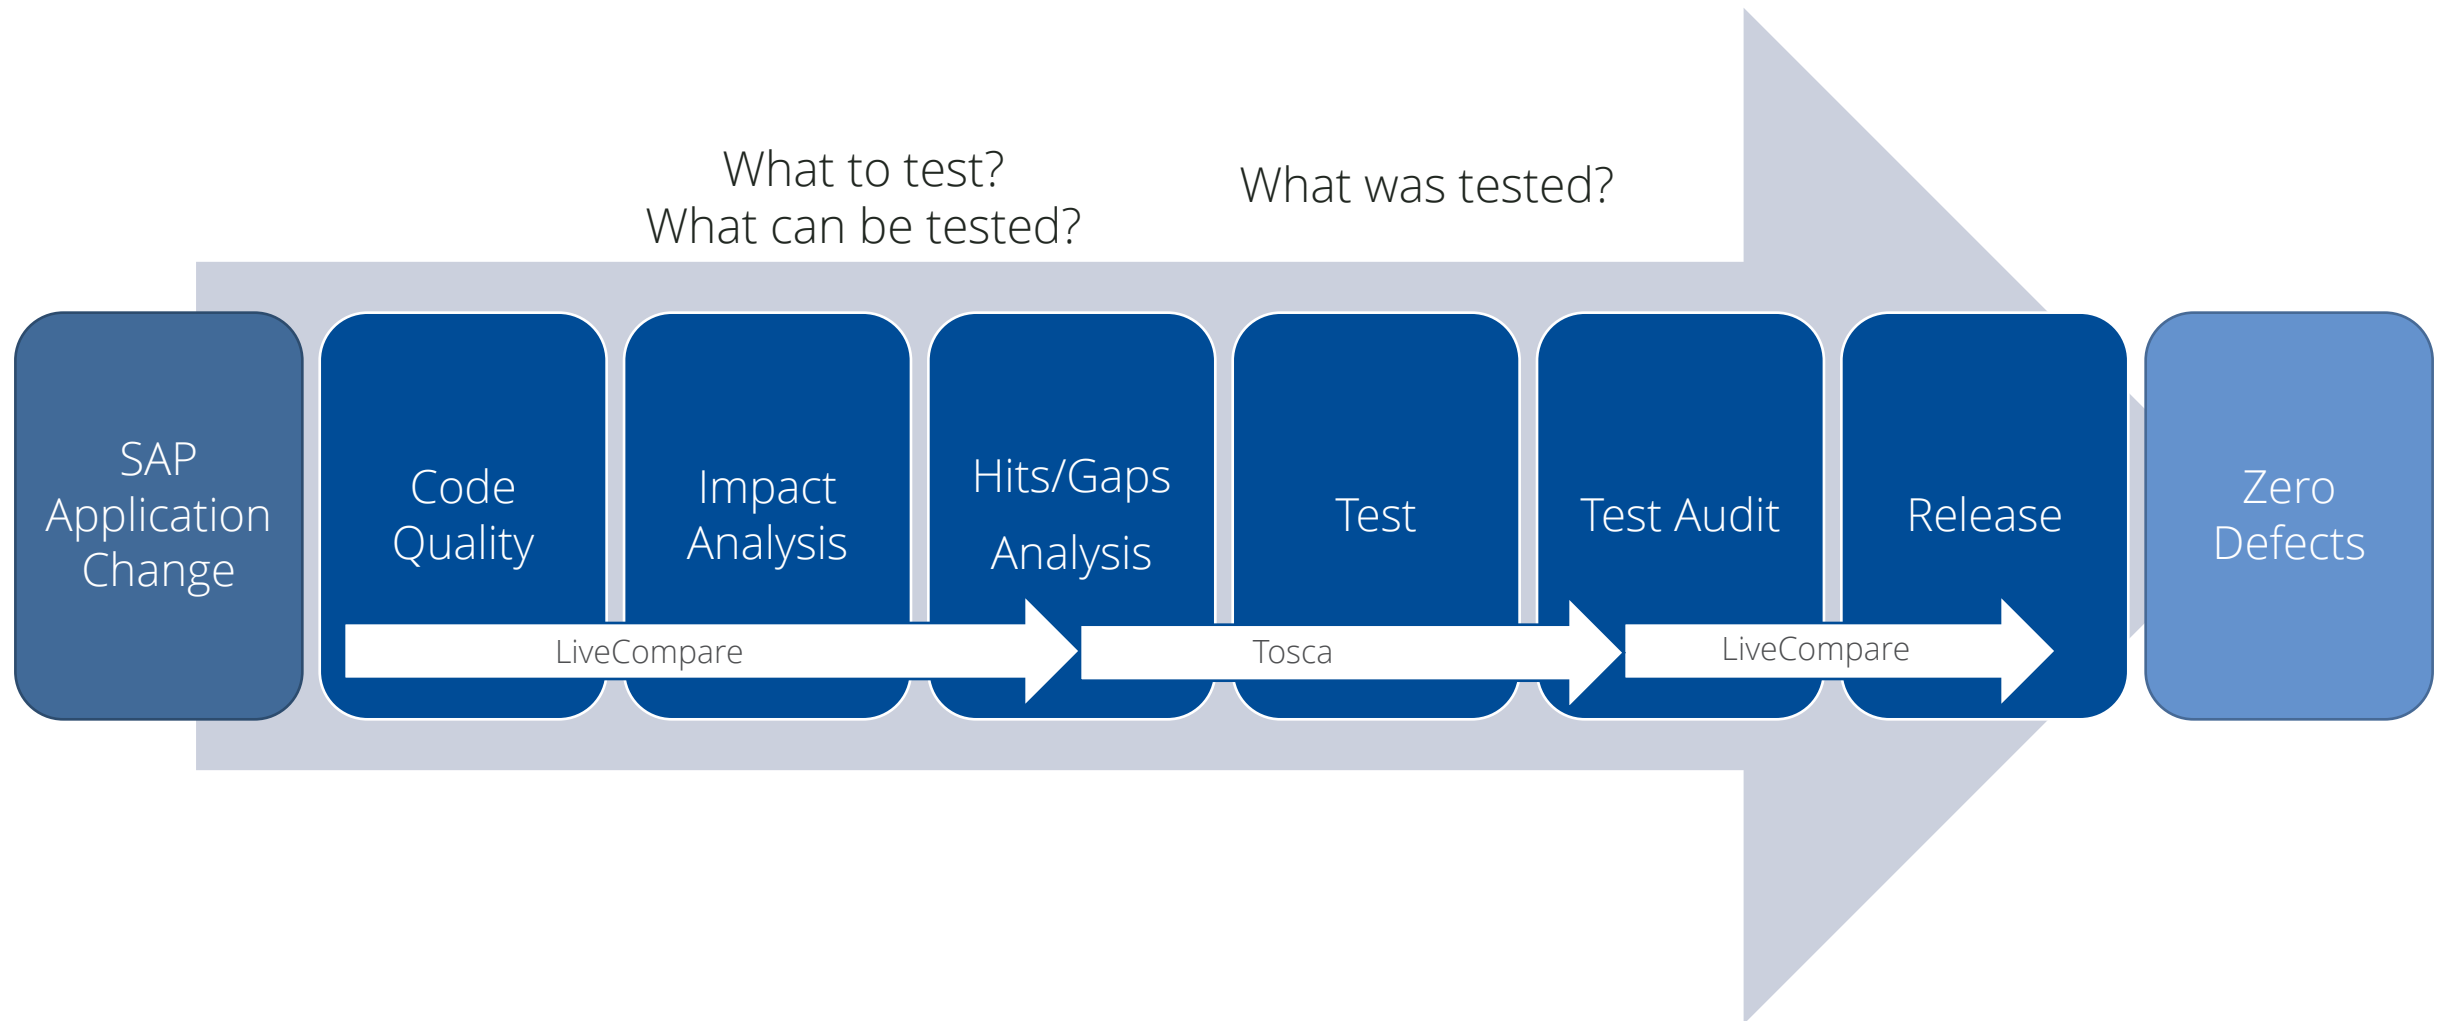 What to test?
What can be tested?
What was tested?
SAP
Application
Change
Code
Quality
Impact
Analysis
Hits/Gaps
Analysis
Test
Test Audit
Release
Zero
Defects
LiveCompare
Tosca
LiveCompare